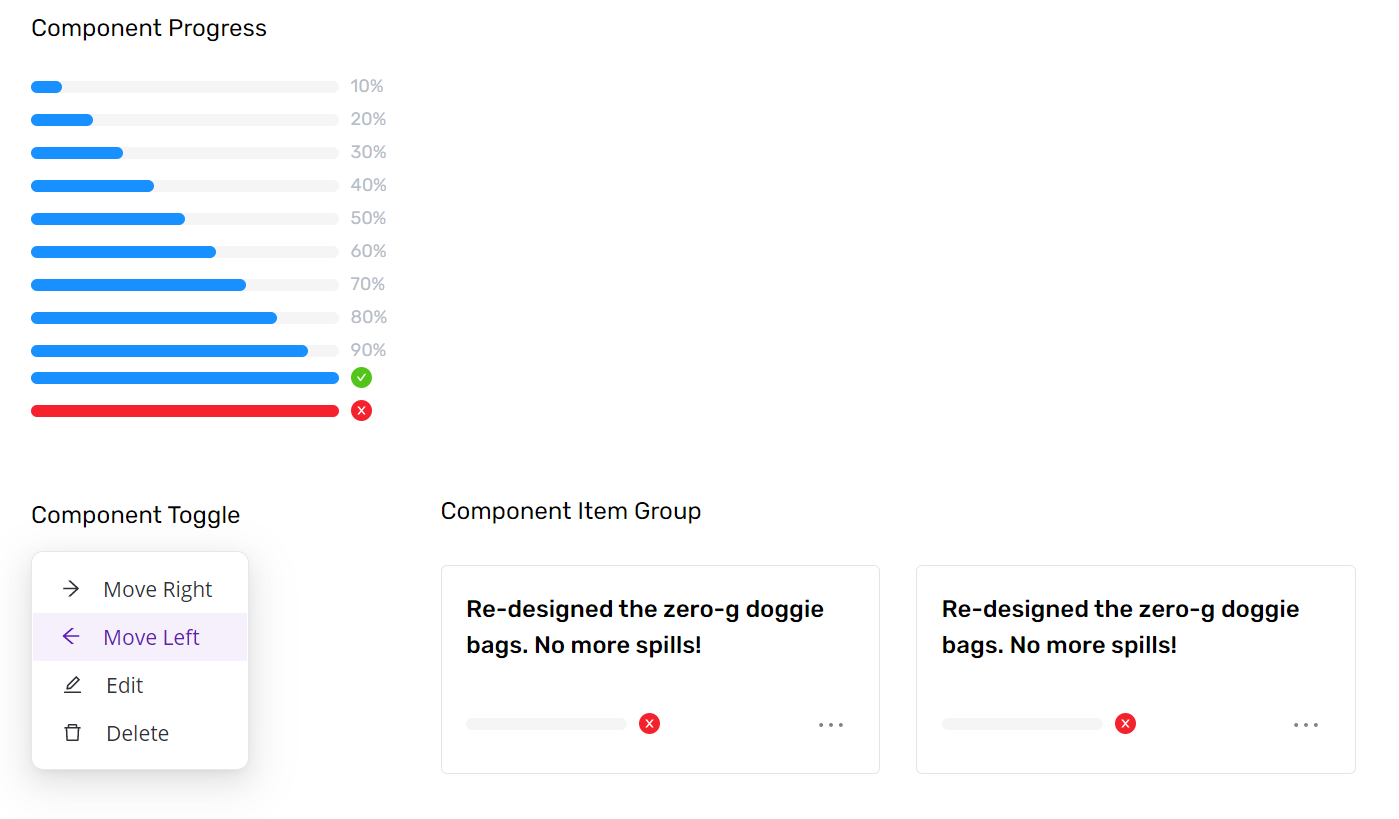 Component Progress
10%
20%
30%
40%
50%
60%
70%
80%
90%
Component Toggle
Move Right
Move Left
Edit
Delete
Component Item Group
Re-designed the zero-g doggie
bags. No more spills!
Re-designed the zero-g doggie
bags. No more spills!